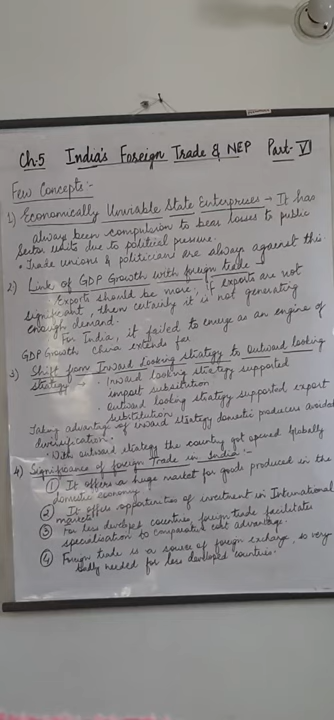 Ch:5 India's Foreign Trade & NEP Part-VI
Few Concepts:-
1) Economically Unviable State Enterprises → It has
always been compulsion to bear losses to public
sector units due to political pressure.
• Trade unions & politicians are always against this.
2) Link of GDP Growth with foreign trade →
Exports should be more, if exports are not
significant, then certainly it is not generating
enough demand.
For India, it failed to emerge as an engine of
GDP Growth China extends far
3) Shift from Inward Looking strategy to Outward looking
strategy - • Inward looking strategy supported
import subsitution
• Outward looking strategy supported export
Taking advantage of inward strategy domestic producers avoided
diversification.
• With outward strategy the country got opened globally
4) Significance of foreign Trade in India :-
① It offers a huge market for goods produced in the
domestic economy.
② It offers oppotunities of investment in International
market
③ For less developed countries, foreign trade facilitates
specialisation to comparative cost advantage.
④ Foreign trade is a source of foreign exchange, so very
badly needed for less developed countries.